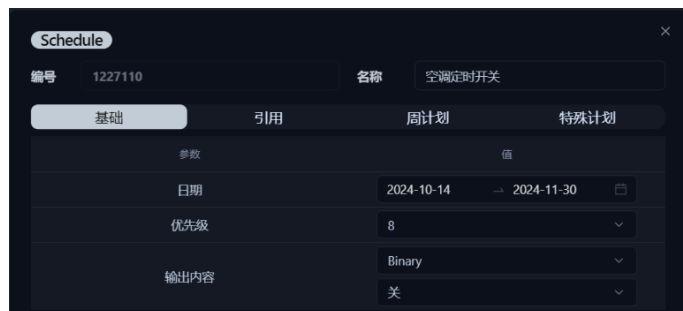 Schedule
编号 1227110 名称 空调定时开关
基础 引用 周计划 特殊计划
参数 值
日期 2024-10-14 → 2024-11-30
优先级 8
输出内容 Binary
关